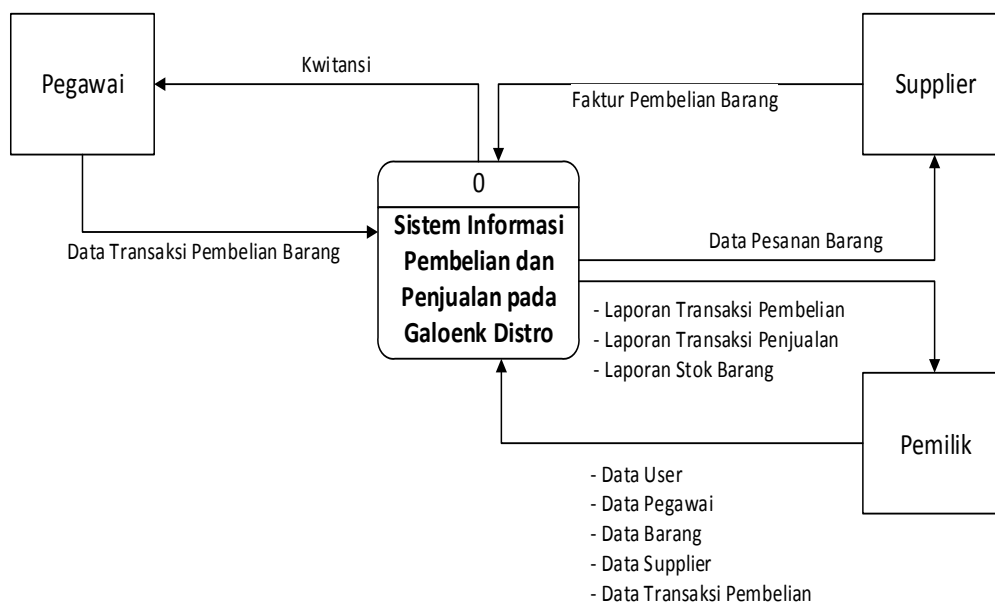 Pegawai
Kwitansi
Supplier
Faktur Pembelian Barang
0
Sistem Informasi
Pembelian dan
Penjualan pada
Galoenk Distro
Data Transaksi Pembelian Barang
Data Pesanan Barang
- Laporan Transaksi Pembelian
- Laporan Transaksi Penjualan
- Laporan Stok Barang
Pemilik
- Data User
- Data Pegawai
- Data Barang
- Data Supplier
- Data Transaksi Pembelian